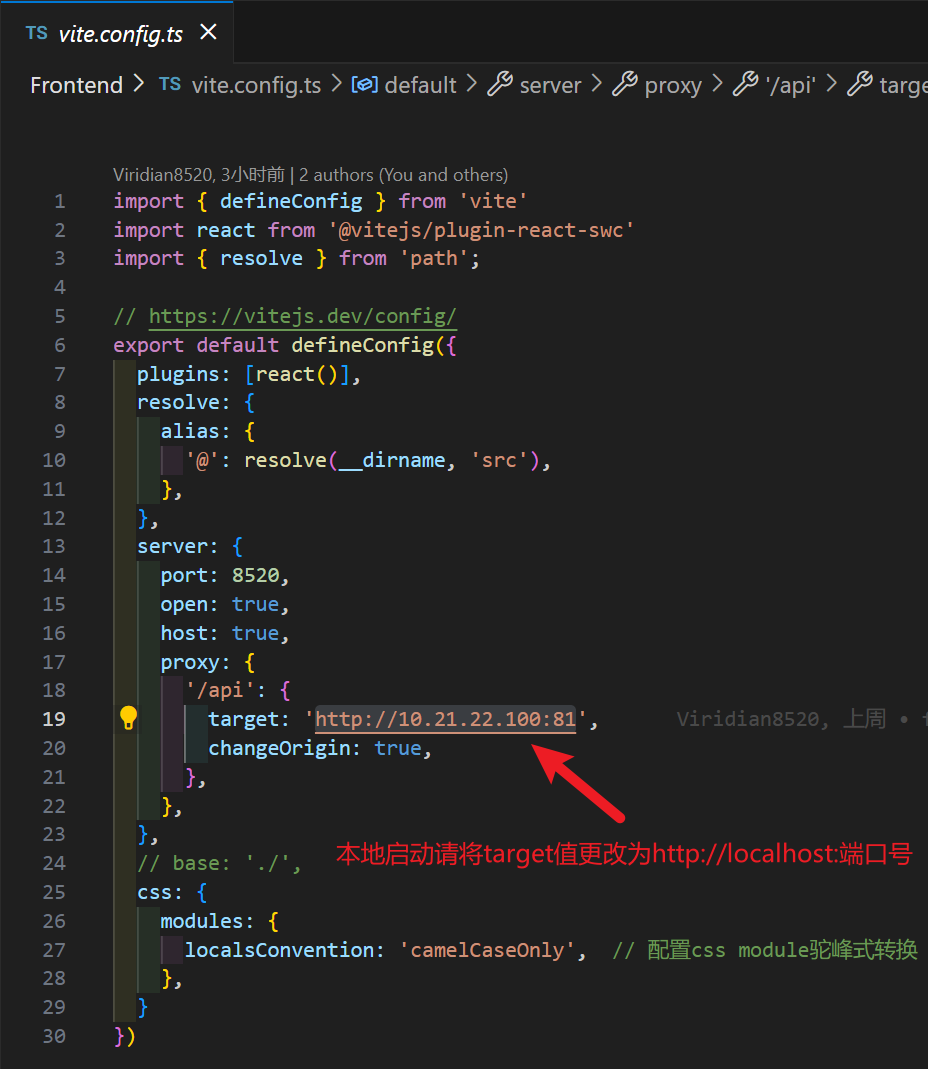 TS vite.config.ts ×
Frontend > TS vite.config.ts > default > server > proxy > '/api' > targe
Viridian8520, 3小时前 | 2 authors (You and others)
1 import { defineConfig } from 'vite'
2 import react from '@vitejs/plugin-react-swc'
3 import { resolve } from 'path';
4
5 // https://vitejs.dev/config/
6 export default defineConfig({
7 plugins: [react()],
8 resolve: {
9 alias: {
10 '@': resolve(__dirname, 'src'),
11 },
12 },
13 server: {
14 port: 8520,
15 open: true,
16 host: true,
17 proxy: {
18 '/api': {
19 target: 'http://10.21.22.100:81', Viridian8520, 上周 •
20 changeOrigin: true,
21 },
22 },
23 },
本地启动请将target值更改为http://localhost:端口号
24 // base: './',
25 css: {
26 modules: {
27 localsConvention: 'camelCaseOnly', // 配置css module驼峰式转换
28 },
29 }
30 })